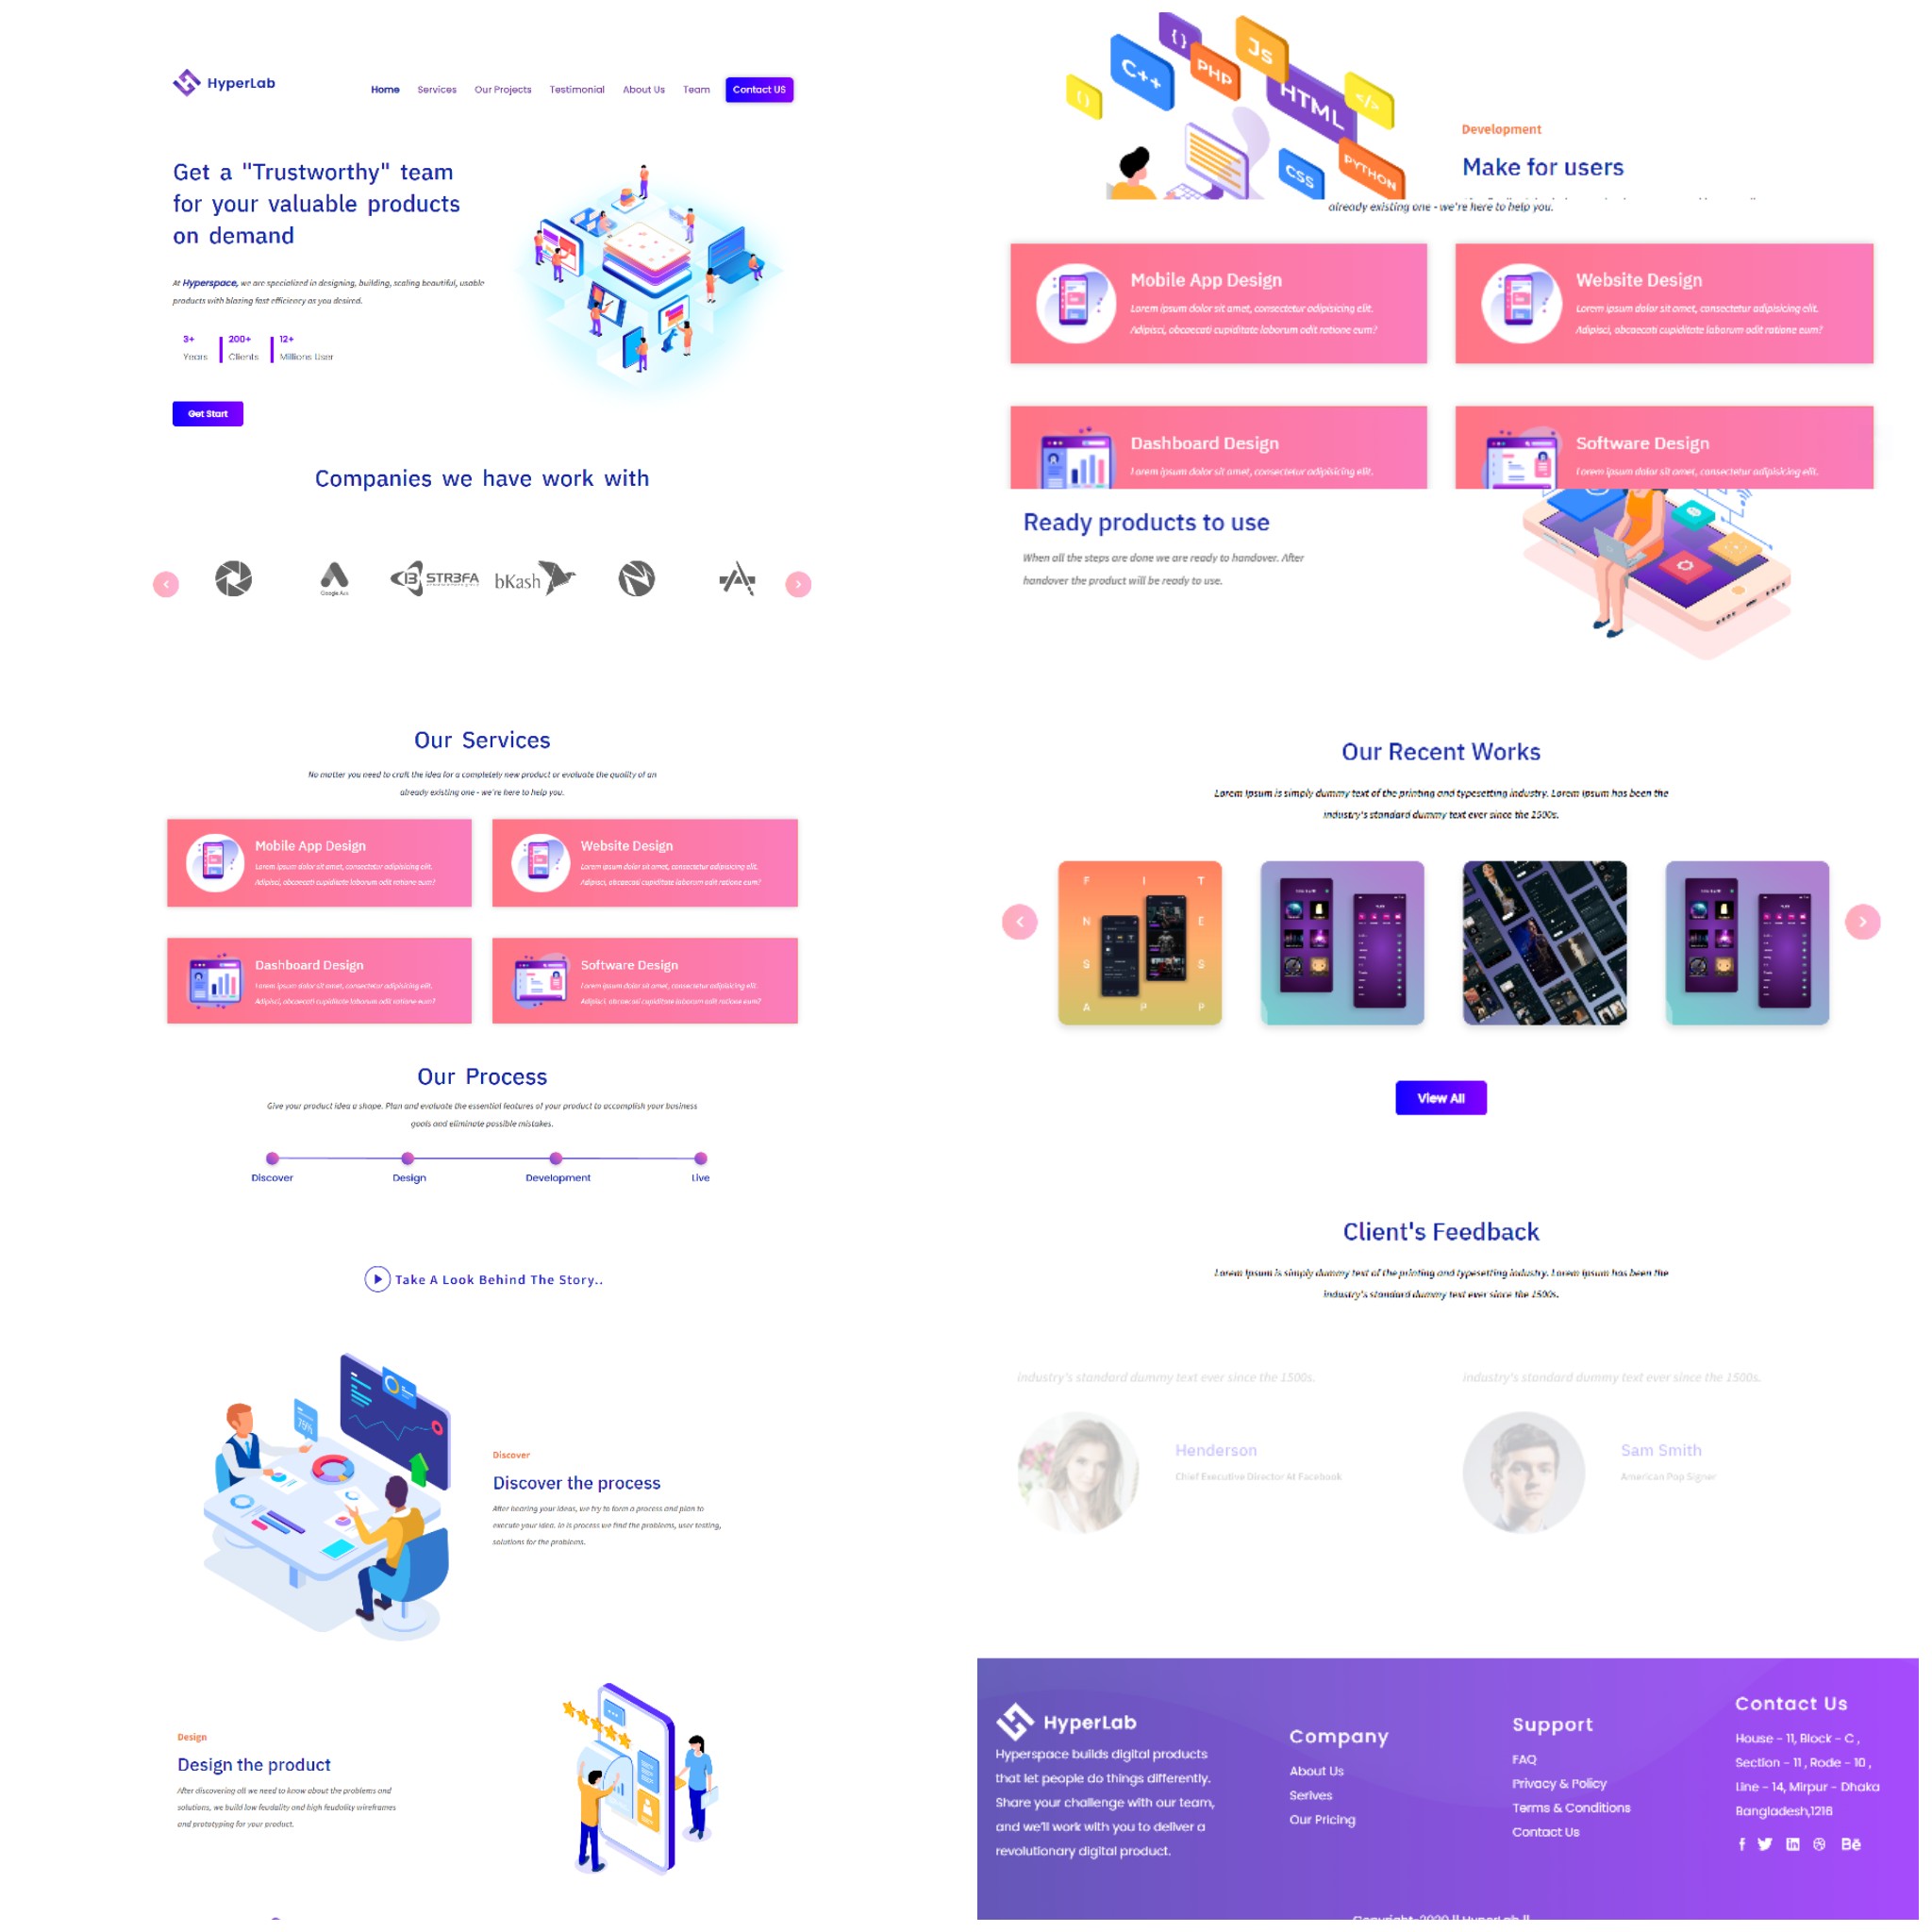 HyperLab
Home Services Our Projects Testimonial About Us Team Contact US
Get a "Trustworthy" team
for your valuable products
on demand
At Hyperspace, we are specialized in designing, building, scaling beautiful, usable
products with blazing fast efficiency as you desired.
3+ 200+ 12+
Years Clients Millions User
Get Start
Companies we have work with
Google Ads STR3FA bKash
Our Services
No matter you need to craft the idea for a completely new product or evaluate the quality of an
already existing one - we're here to help you.
Mobile App Design
Lorem ipsum dolor sit amet, consectetur adipisicing elit.
Adipisci, obcaecati cupiditate laborum odit ratione eum?
Website Design
Lorem ipsum dolor sit amet, consectetur adipisicing elit.
Adipisci, obcaecati cupiditate laborum odit ratione eum?
Dashboard Design
Lorem ipsum dolor sit amet, consectetur adipisicing elit.
Adipisci, obcaecati cupiditate laborum odit ratione eum?
Software Design
Lorem ipsum dolor sit amet, consectetur adipisicing elit.
Adipisci, obcaecati cupiditate laborum odit ratione eum?
Our Process
Give your product idea a shape. Plan and evaluate the essential features of your product to accomplish your business
goals and eliminate possible mistakes.
Discover Design Development Live
Take A Look Behind The Story..
75%
Discover
Discover the process
After hearing your ideas, we try to form a process and plan to
execute your idea. In is process we find the problems, user testing,
solutions for the problems.
Design
Design the product
After discovering all we need to know about the problems and
solutions, we build low feudality and high feudality wireframes
and prototyping for your product.
{ }
Js
C++
PHP
( )
HTML
</>
CSS
PYTHON
Development
Make for users
already existing one - we're here to help you.
Mobile App Design
Lorem ipsum dolor sit amet, consectetur adipisicing elit.
Adipisci, obcaecati cupiditate laborum odit ratione eum?
Website Design
Lorem ipsum dolor sit amet, consectetur adipisicing elit.
Adipisci, obcaecati cupiditate laborum odit ratione eum?
Dashboard Design
Lorem ipsum dolor sit amet, consectetur adipisicing elit.
Software Design
Lorem ipsum dolor sit amet, consectetur adipisicing elit.
Ready products to use
When all the steps are done we are ready to handover. After
handover the product will be ready to use.
Our Recent Works
Lorem Ipsum is simply dummy text of the printing and typesetting industry. Lorem Ipsum has been the
industry's standard dummy text ever since the 1500s.
F I T
N E
S S
A P P
View All
Client's Feedback
Lorem Ipsum is simply dummy text of the printing and typesetting industry. Lorem Ipsum has been the
industry's standard dummy text ever since the 1500s.
industry's standard dummy text ever since the 1500s.
Henderson
Chief Executive Director At Facebook
industry's standard dummy text ever since the 1500s.
Sam Smith
American Pop Signer
HyperLab
Hyperspace builds digital products
that let people do things differently.
Share your challenge with our team,
and we'll work with you to deliver a
revolutionary digital product.
Company
About Us
Serives
Our Pricing
Support
FAQ
Privacy & Policy
Terms & Conditions
Contact Us
Contact Us
House - 11, Block - C ,
Section - 11 , Rode - 10 ,
Line - 14, Mirpur - Dhaka
Bangladesh,1216
f in Bē
Copyright-2020 || HyperLab ||